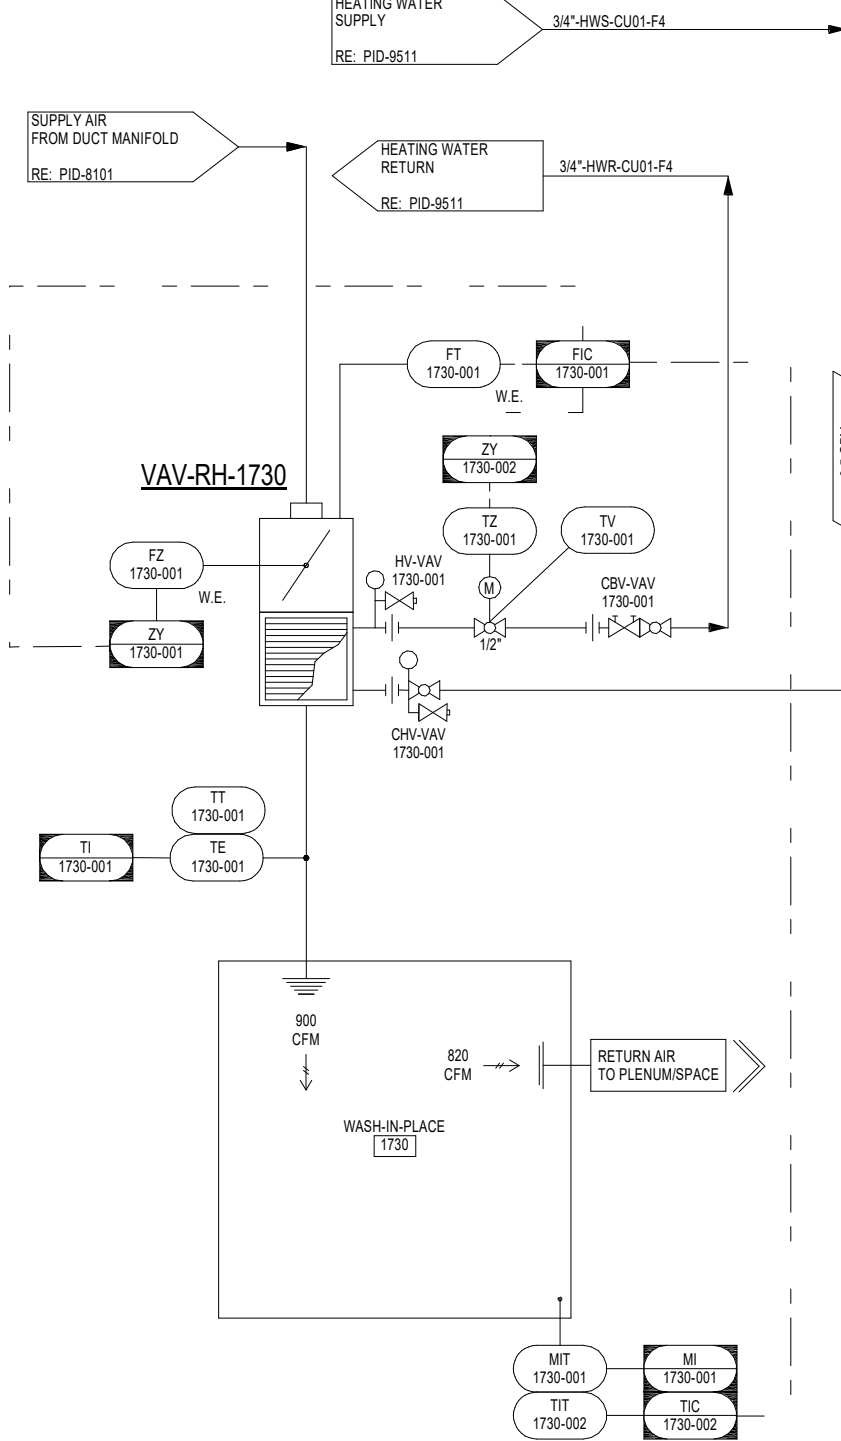 HEATING WATER
SUPPLY
RE: PID-9511
3/4"-HWS-CU01-F4
SUPPLY AIR
FROM DUCT MANIFOLD
RE: PID-8101
HEATING WATER
RETURN
RE: PID-9511
3/4"-HWR-CU01-F4
FT
1730-001
FIC
1730-001
W.E.
ZY
1730-002
VAV-RH-1730
TZ
1730-001
TV
1730-001
FZ
1730-001
W.E.
HV-VAV
1730-001
M
CBV-VAV
1730-001
ZY
1730-001
1/2"
CHV-VAV
1730-001
TT
1730-001
TI
1730-001
TE
1730-001
900
CFM
820
CFM
RETURN AIR
TO PLENUM/SPACE
WASH-IN-PLACE
1730
MIT
1730-001
MI
1730-001
TIT
1730-002
TIC
1730-002